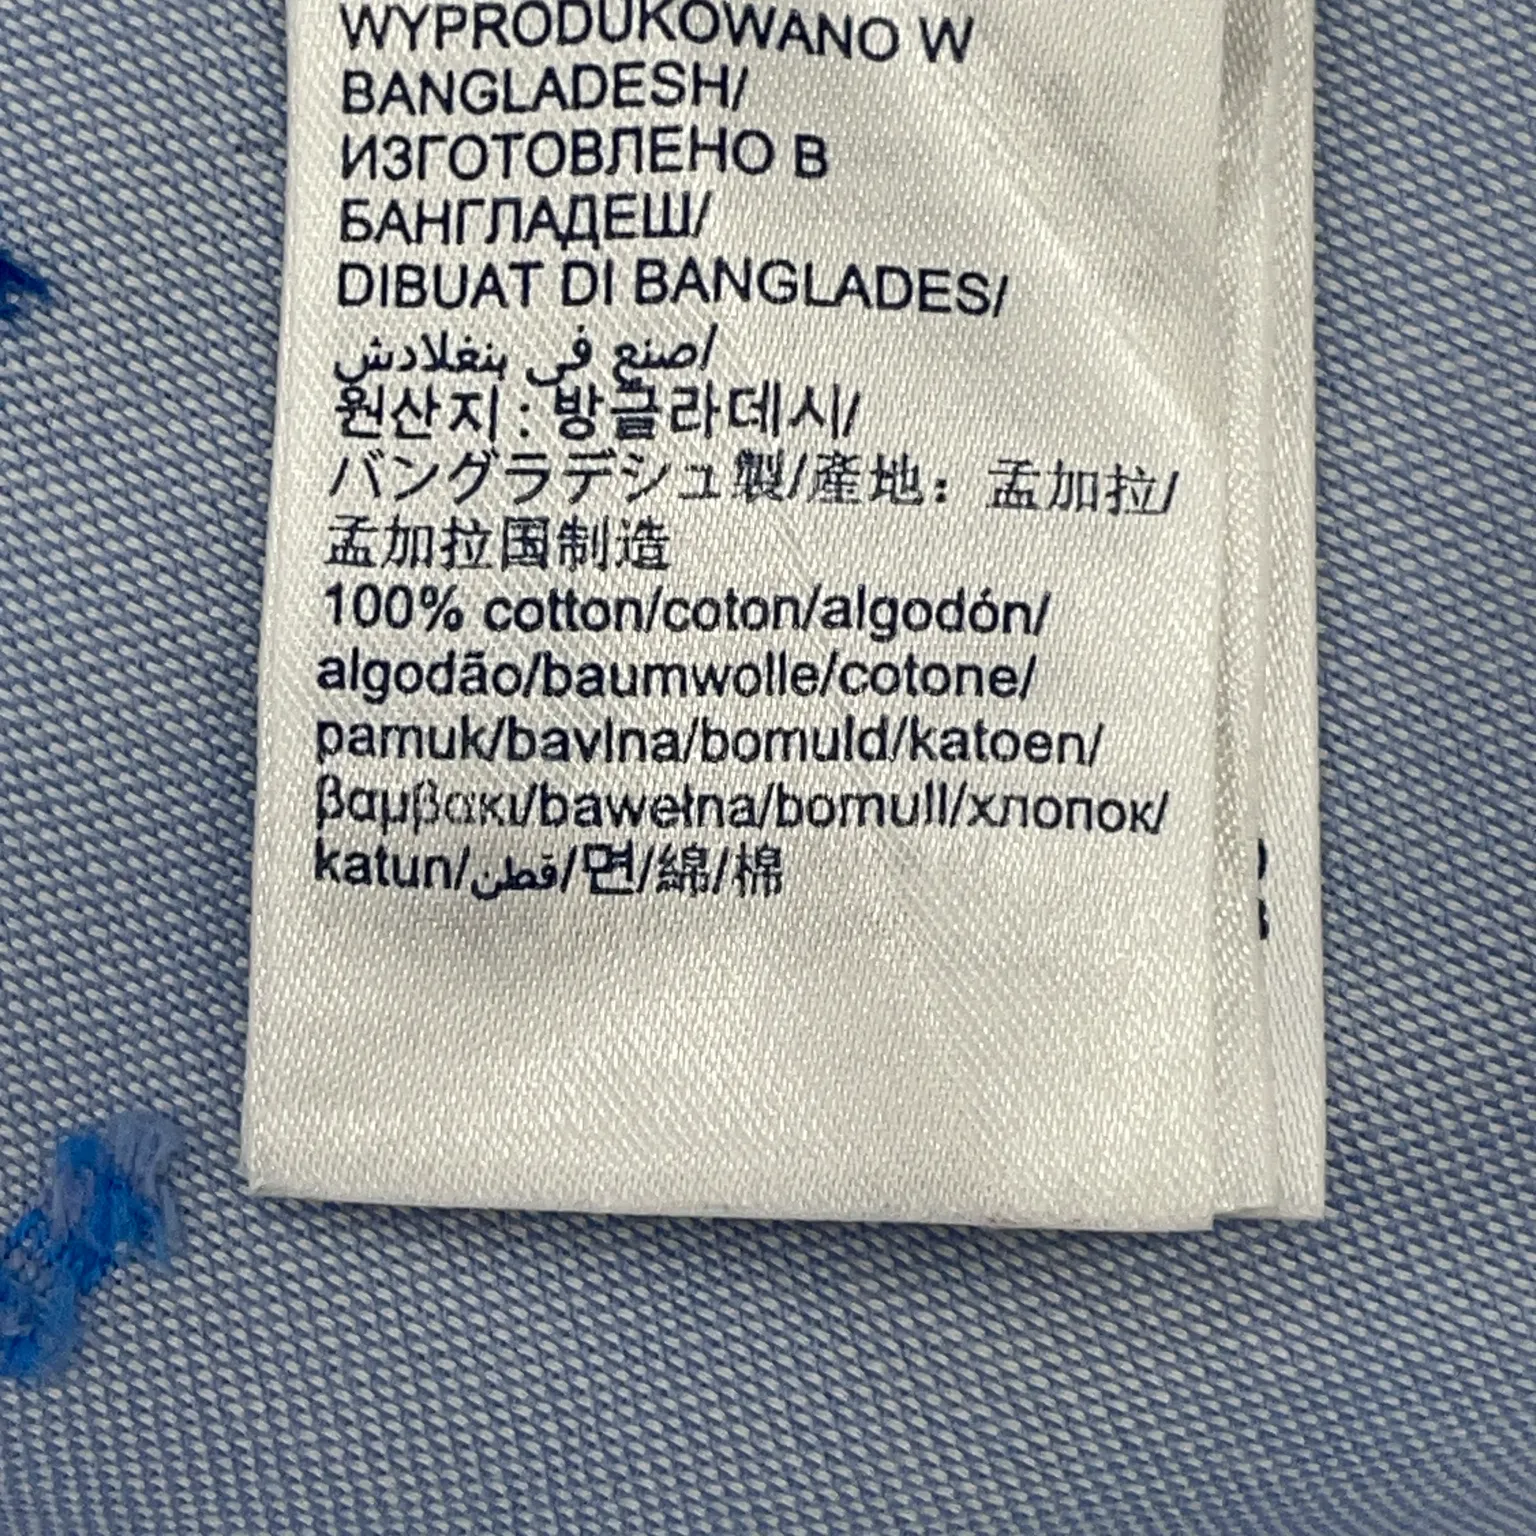 WYPRODUKOWANO W
BANGLADESH/
ИЗГОТОВЛЕНО В
БАНГЛАДЕШ/
DIBUAT DI BANGLADES/
صنع في بنغلادش/
원산지 : 방글라데시/
バングラデシュ製/産地：孟加拉/
孟加拉国制造
100% cotton/coton/algodón/
algodão/baumwolle/cotone/
pamuk/bavlna/bomuld/katoen/
βαμβακι/bawełna/bomull/хлопок/
katun/قطن/면/綿/棉